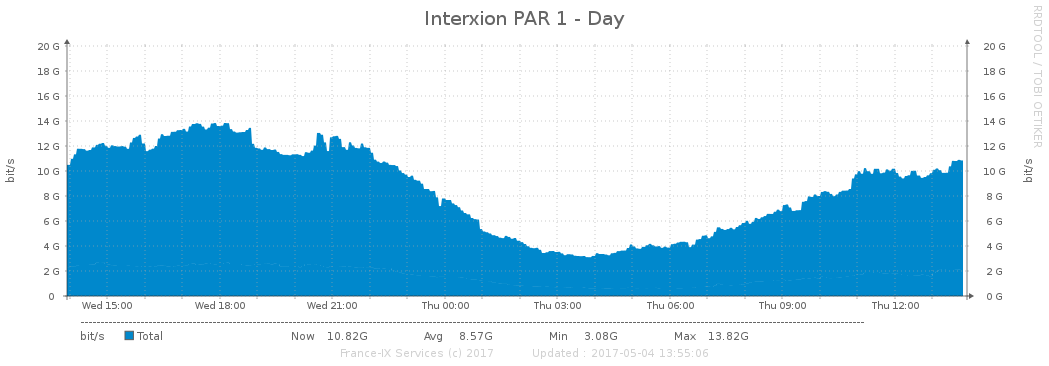 Interxion PAR 1 - Day
RRDTOOL / TOBI OETIKER
bit/s
20 G 20 G
18 G 18 G
16 G 16 G
14 G 14 G
12 G 12 G
10 G 10 G
8 G 8 G
6 G 6 G
4 G 4 G
2 G 2 G
0 0 G
bit/s
Wed 15:00 Wed 18:00 Wed 21:00 Thu 00:00 Thu 03:00 Thu 06:00 Thu 09:00 Thu 12:00
bit/s Total Now 10.82G Avg 8.57G Min 3.08G Max 13.82G
France-IX Services (c) 2017 Updated : 2017-05-04 13:55:06